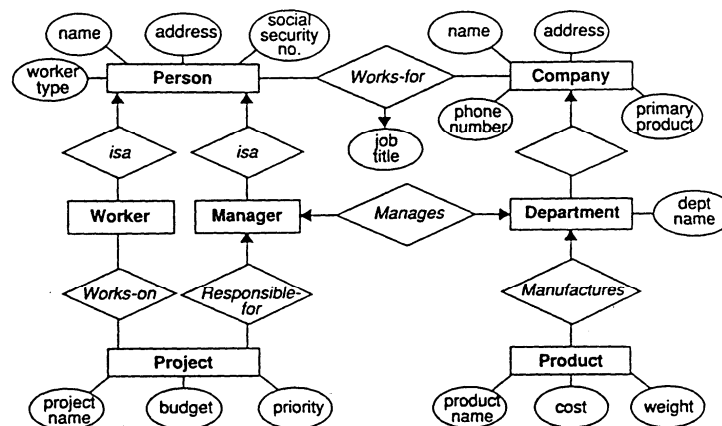 name
address
social
security
no.
worker
type
Person
Works-for
job
title
name
address
Company
phone
number
primary
product
isa
isa
Worker
Manager
Manages
Department
dept
name
Works-on
Responsible-
for
Manufactures
Project
Product
project
name
budget
priority
product
name
cost
weight